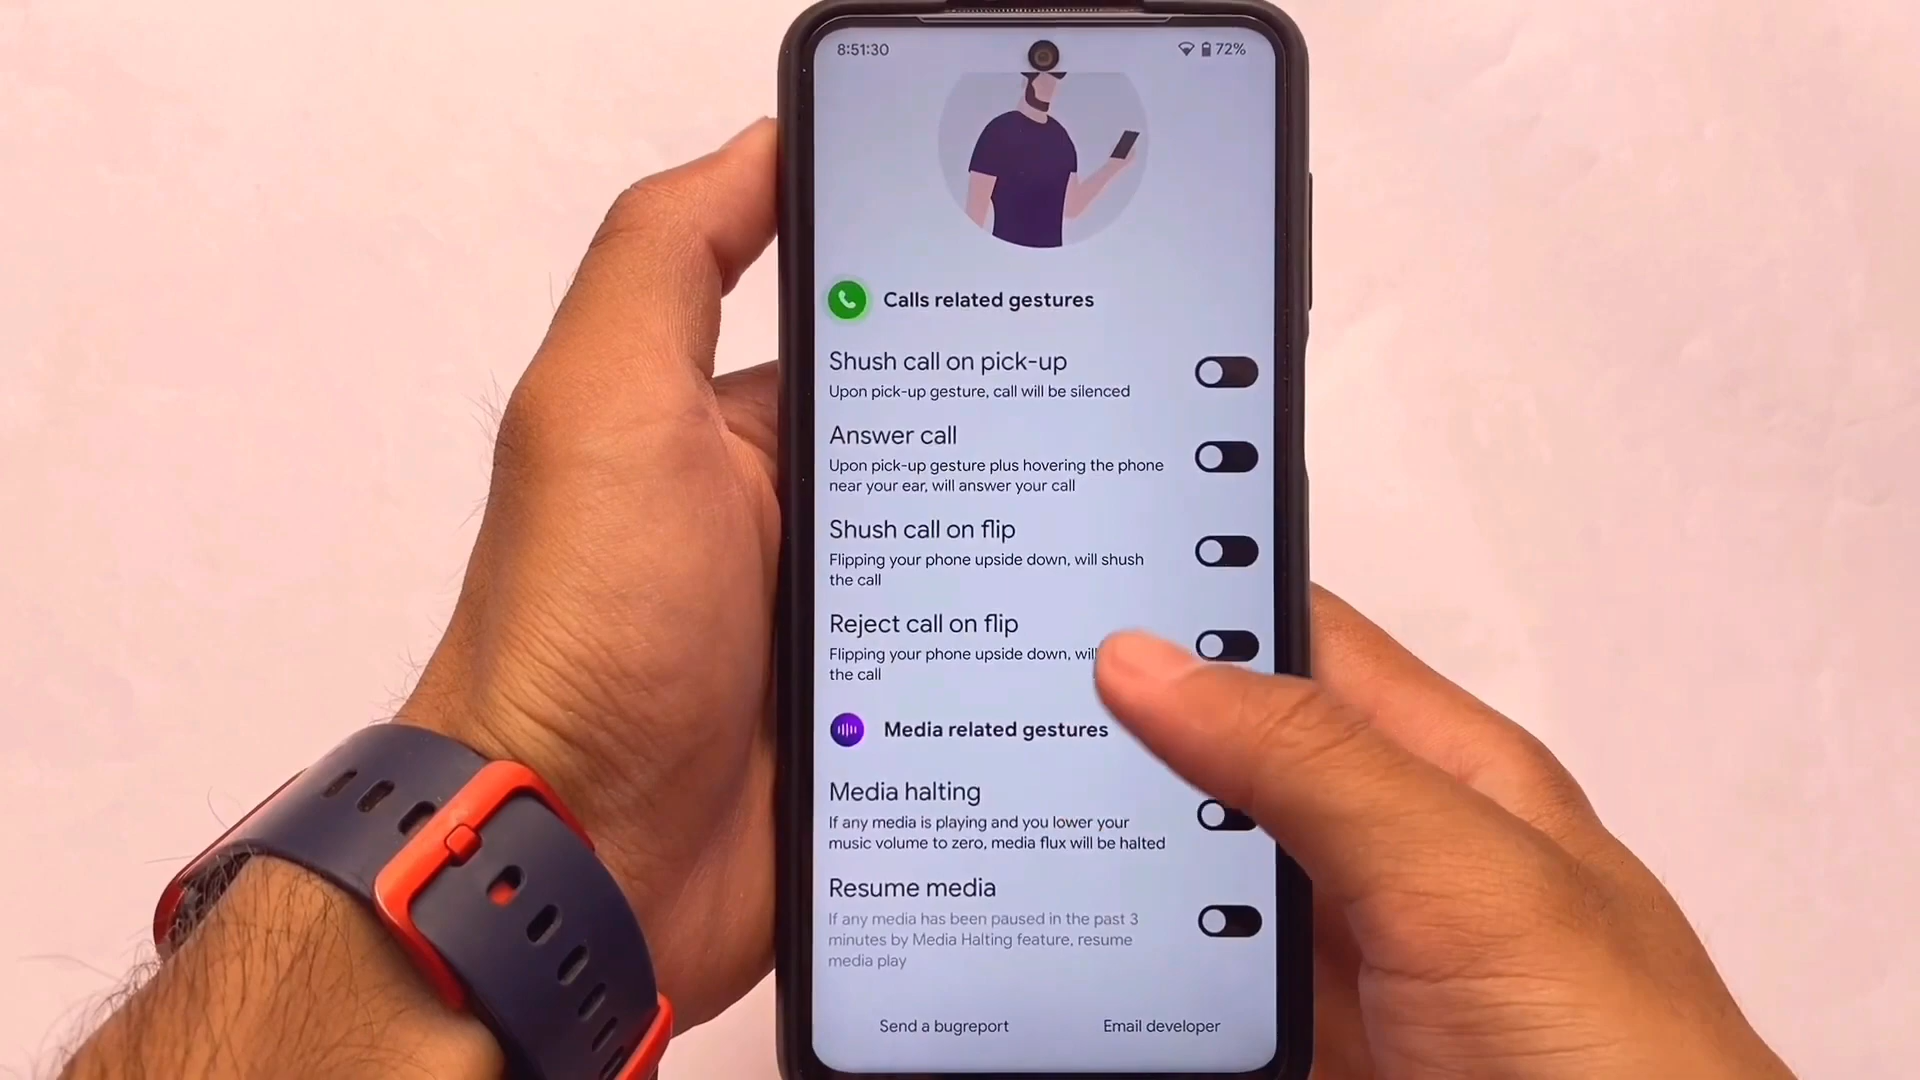 8:51:30
72%
Calls related gestures
Shush call on pick-up
Upon pick-up gesture, call will be silenced
Answer call
Upon pick-up gesture plus hovering the phone
near your ear, will answer your call
Shush call on flip
Flipping your phone upside down, will shush
the call
Reject call on flip
Flipping your phone upside down, will
the call
Media related gestures
Media halting
If any media is playing and you lower your
music volume to zero, media flux will be halted
Resume media
If any media has been paused in the past 3
minutes by Media Halting feature, resume
media play
Send a bugreport
Email developer